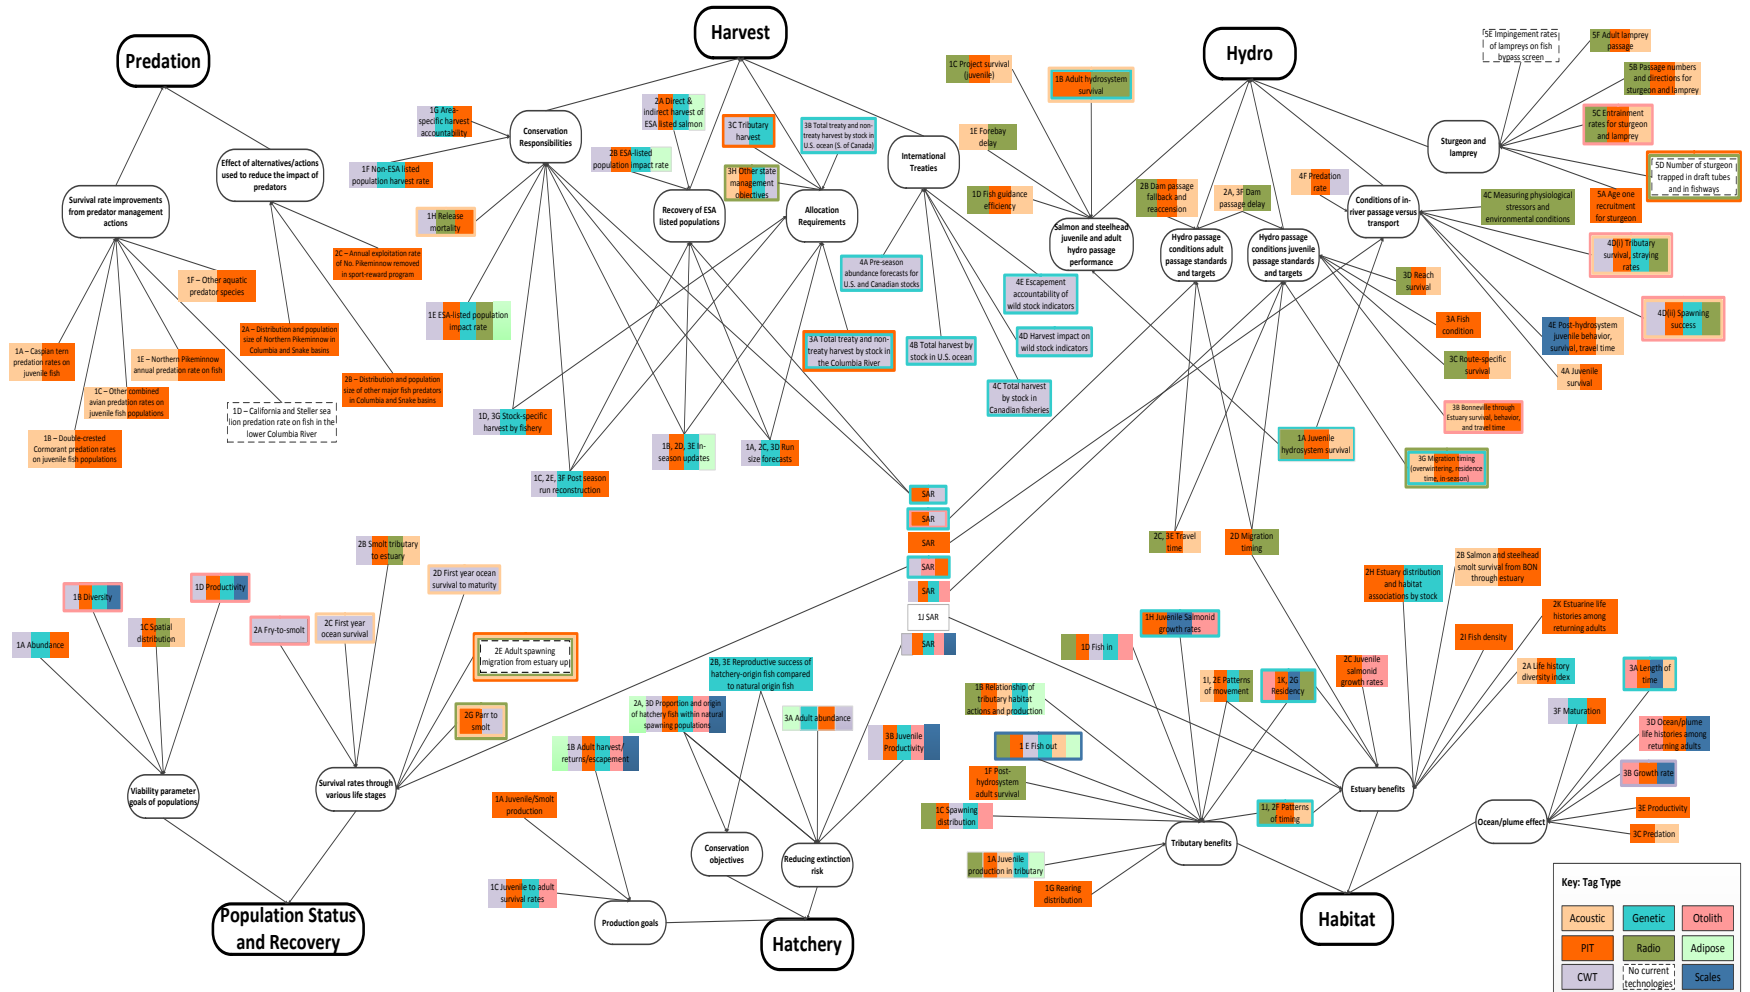 Predation
Harvest
Hydro
Survival rate improvements
from predator management
actions
Effect of alternatives/actions
used to reduce the impact of
predators
1F – Other aquatic
predator species
2C – Annual exploitation rate
of No. Pikeminnow removed
in sport-reward program
1A – Caspian tern
predation rates on
juvenile fish
1E – Northern Pikeminnow
annual predation rate on fish
2A – Distribution and population
size of Northern Pikeminnow in
Columbia and Snake basins
1C – Other combined
avian predation rates on
juvenile fish populations
2B – Distribution and population
size of other major fish predators
in Columbia and Snake basins
1D – California and Steller sea
lion predation rate on fish in the
lower Columbia River
1B – Double-crested
Cormorant predation rates
on juvenile fish populations
1G Area-
specific harvest
accountability
Conservation
Responsibilities
1F Non-ESA listed
population harvest rate
1H Release
mortality
1E ESA-listed population
impact rate
2A Direct &
indirect harvest of
ESA listed salmon
2B ESA-listed
population impact rate
Recovery of ESA
listed populations
3C Tributary
harvest
3B Total treaty and non-
treaty harvest by stock in
U.S. ocean (S. of Canada)
3H Other state
management
objectives
Allocation
Requirements
International
Treaties
4A Pre-season
abundance forecasts for
U.S. and Canadian stocks
4E Escapement
accountability of
wild stock indicators
3A Total treaty and non-
treaty harvest by stock in
the Columbia River
4B Total harvest by
stock in U.S. ocean
4D Harvest impact on
wild stock indicators
4C Total harvest
by stock in
Canadian fisheries
1D, 3G Stock-specific
harvest by fishery
1B, 2D, 3E In-
season updates
1A, 2C, 3D Run
size forecasts
1C, 2E, 3F Post season
run reconstruction
1C Project survival
(juvenile)
1B Adult hydrosystem
survival
1E Forebay
delay
1D Fish guidance
efficiency
Salmon and steelhead
juvenile and adult
hydro passage
performance
2B Dam passage
fallback and
reaccension
2A, 3F Dam
passage delay
Hydro passage
conditions adult
passage standards
and targets
Hydro passage
conditions juvenile
passage standards
and targets
4F Predation
rate
Conditions of in-
river passage versus
transport
Sturgeon and
lamprey
5E Impingement rates
of lampreys on fish
bypass screen
5F Adult lamprey
passage
5B Passage numbers
and directions for
sturgeon and lamprey
5C Entrainment
rates for sturgeon
and lamprey
5D Number of sturgeon
trapped in draft tubes
and in fishways
4C Measuring physiological
stressors and
environmental conditions
5A Age one
recruitment
for sturgeon
4D(i) Tributary
survival, straying
rates
3D Reach
survival
4D(ii) Spawning
success
3A Fish
condition
4E Post-hydrosystem
juvenile behavior,
survival, travel time
3C Route-specific
survival
4A Juvenile
survival
3B Bonneville through
Estuary survival, behavior,
and travel time
1A Juvenile
hydrosystem survival
3G Migration timing
(overwintering, residence
time, in-season)
2C, 3E Travel
time
2D Migration
timing
SAR
SAR
SAR
SAR
SAR
1J SAR
SAR
1B Diversity
1D Productivity
1A Abundance
1C Spatial
distribution
2B Smolt tributary
to estuary
2D First year ocean
survival to maturity
2A Fry-to-smolt
2C First year
ocean survival
2E Adult spawning
migration from estuary up
2G Parr to
smolt
Viability parameter
goals of populations
Survival rates through
various life stages
Population Status
and Recovery
2B, 3E Reproductive success of
hatchery-origin fish compared
to natural origin fish
2A, 3D Proportion and origin
of hatchery fish within natural
spawning populations
3A Adult abundance
3B Juvenile
Productivity
1B Adult harvest/
returns/escapement
1A Juvenile/Smolt
production
1C Juvenile to adult
survival rates
Production goals
Conservation
objectives
Reducing extinction
risk
Hatchery
1H Juvenile Salmonid
growth rates
1D Fish in
1B Relationship of
tributary habitat
actions and production
1I, 2E Patterns
of movement
1K, 2G
Residency
1 E Fish out
1F Post-
hydrosystem
adult survival
1C Spawning
distribution
1J, 2F Patterns
of timing
1A Juvenile
production in tributary
1G Rearing
distribution
Tributary benefits
2H Estuary distribution
and habitat
associations by stock
2B Salmon and steelhead
smolt survival from BON
through estuary
2K Estuarine life
histories among
returning adults
2I Fish density
2C Juvenile
salmonid
growth rates
2A Life history
diversity index
Estuary benefits
3A Length of
time
3F Maturation
3D Ocean/plume
life histories among
returning adults
3B Growth rate
3E Productivity
3C Predation
Ocean/plume effect
Habitat
Key: Tag Type
Acoustic
Genetic
Otolith
PIT
Radio
Adipose
CWT
No current
technologies
Scales